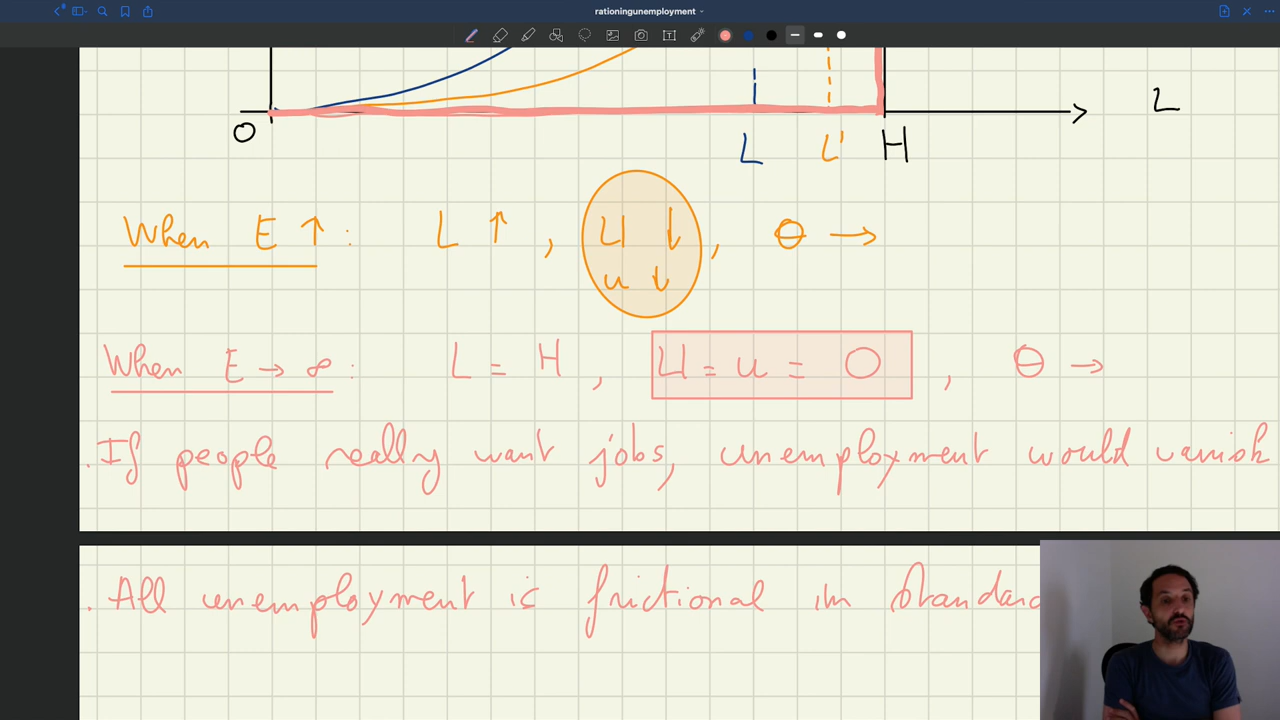 rationingunemployment
L
O
L L' H
When E ↑ : L ↑ , U ↓ , θ →
u ↓
When E → ∞ : L = H , U = u = 0 , θ →
. If people really want jobs, unemployment would vanish
. All unemployment is frictional in standard